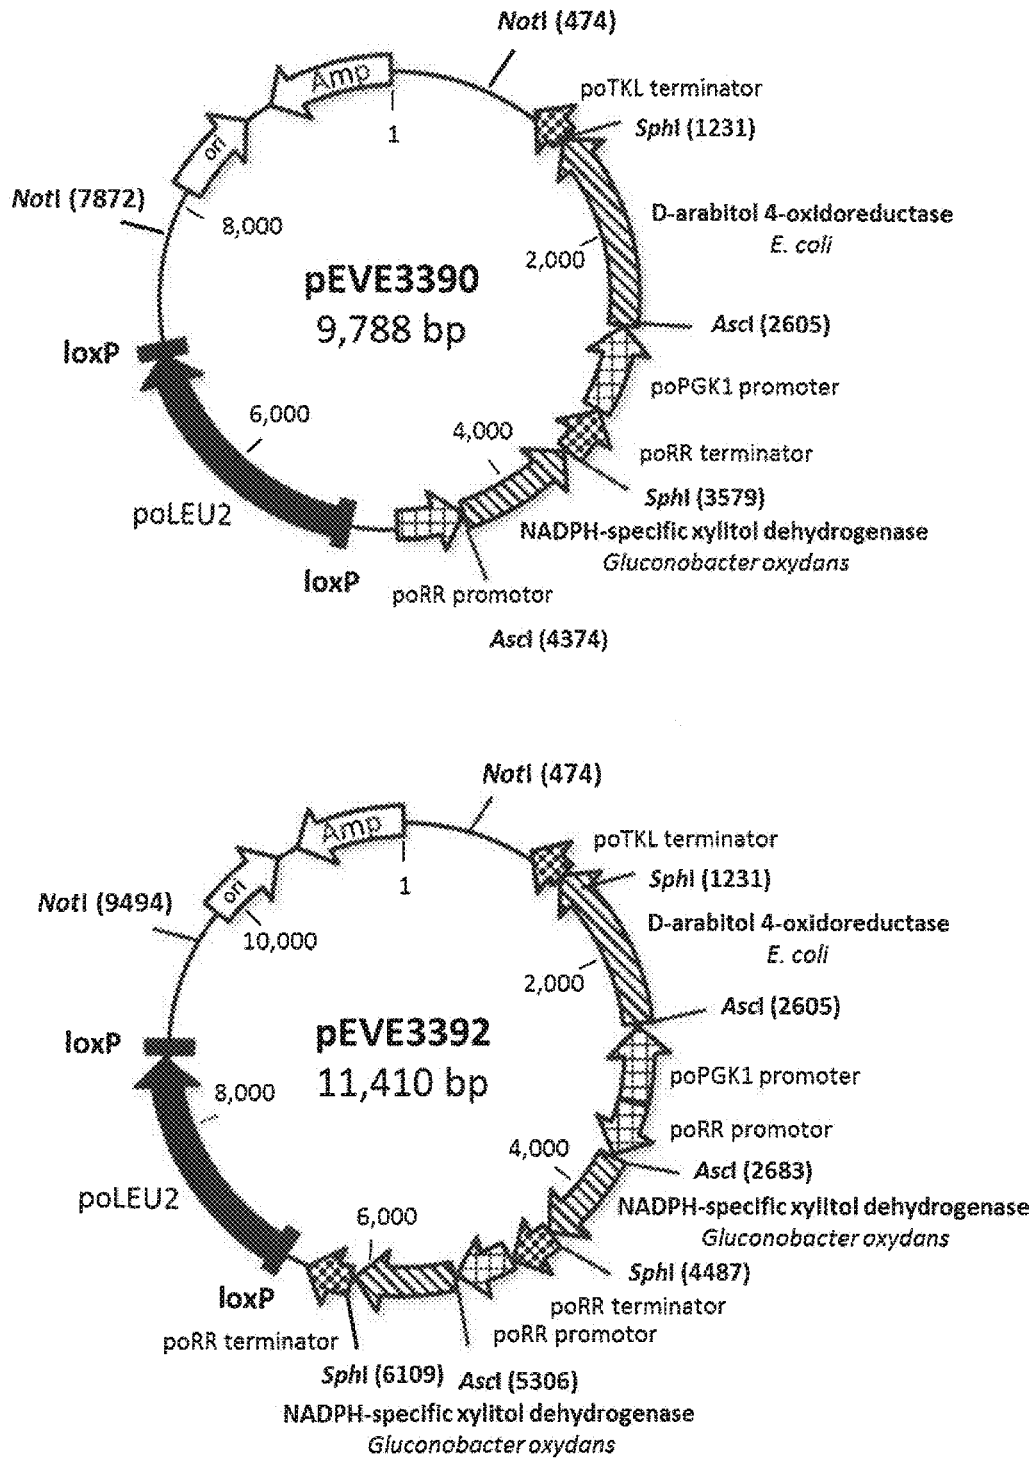 NotI (474)
Amp
poTKL terminator
SphI (1231)
1
ori
NotI (7872)
8,000
D-arabitol 4-oxidoreductase
E. coli
2,000
pEVE3390
9,788 bp
AscI (2605)
loxP
poPGK1 promoter
6,000
4,000
poRR terminator
SphI (3579)
poLEU2
NADPH-specific xylitol dehydrogenase
Gluconobacter oxydans
loxP
poRR promotor
AscI (4374)
NotI (474)
Amp
poTKL terminator
SphI (1231)
1
ori
NotI (9494)
10,000
D-arabitol 4-oxidoreductase
E. coli
2,000
AscI (2605)
pEVE3392
11,410 bp
loxP
poPGK1 promoter
8,000
poRR promotor
4,000
AscI (2683)
poLEU2
NADPH-specific xylitol dehydrogenase
Gluconobacter oxydans
6,000
SphI (4487)
loxP
poRR terminator
poRR promotor
poRR terminator
SphI (6109)
AscI (5306)
NADPH-specific xylitol dehydrogenase
Gluconobacter oxydans